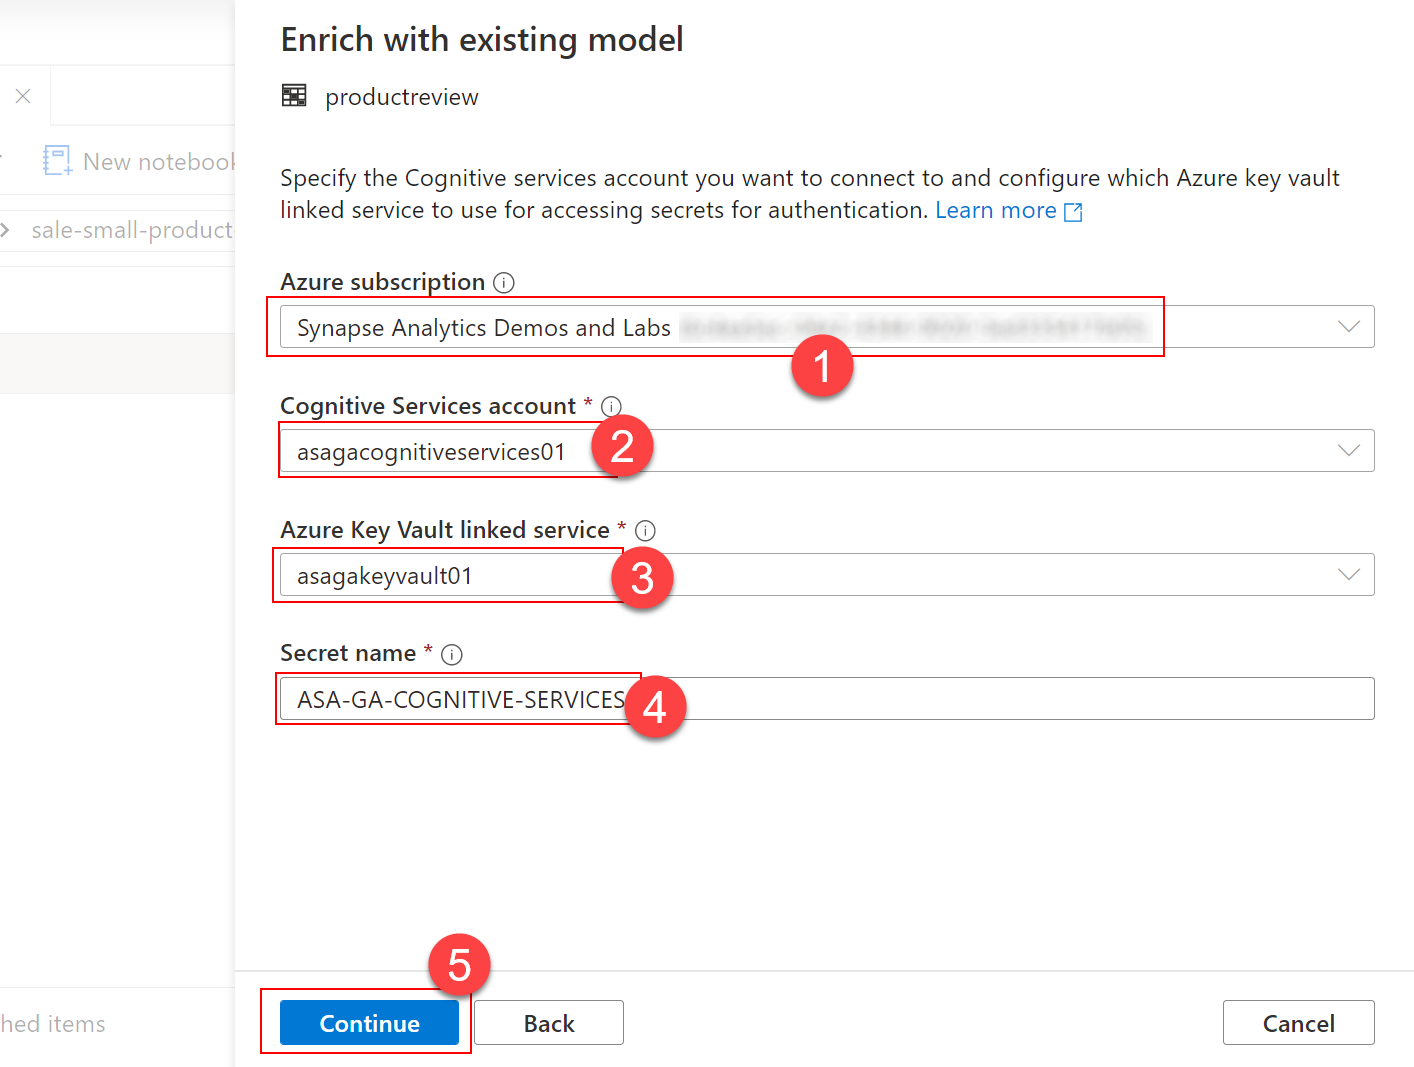 Enrich with existing model
productreview
New notebook
sale-small-product
Specify the Cognitive services account you want to connect to and configure which Azure key vault
linked service to use for accessing secrets for authentication. Learn more
Azure subscription
Synapse Analytics Demos and Labs
1
Cognitive Services account *
asagacognitiveservices01
2
Azure Key Vault linked service *
asagakeyvault01
3
Secret name *
ASA-GA-COGNITIVE-SERVICES
4
5
hed items
Continue
Back
Cancel